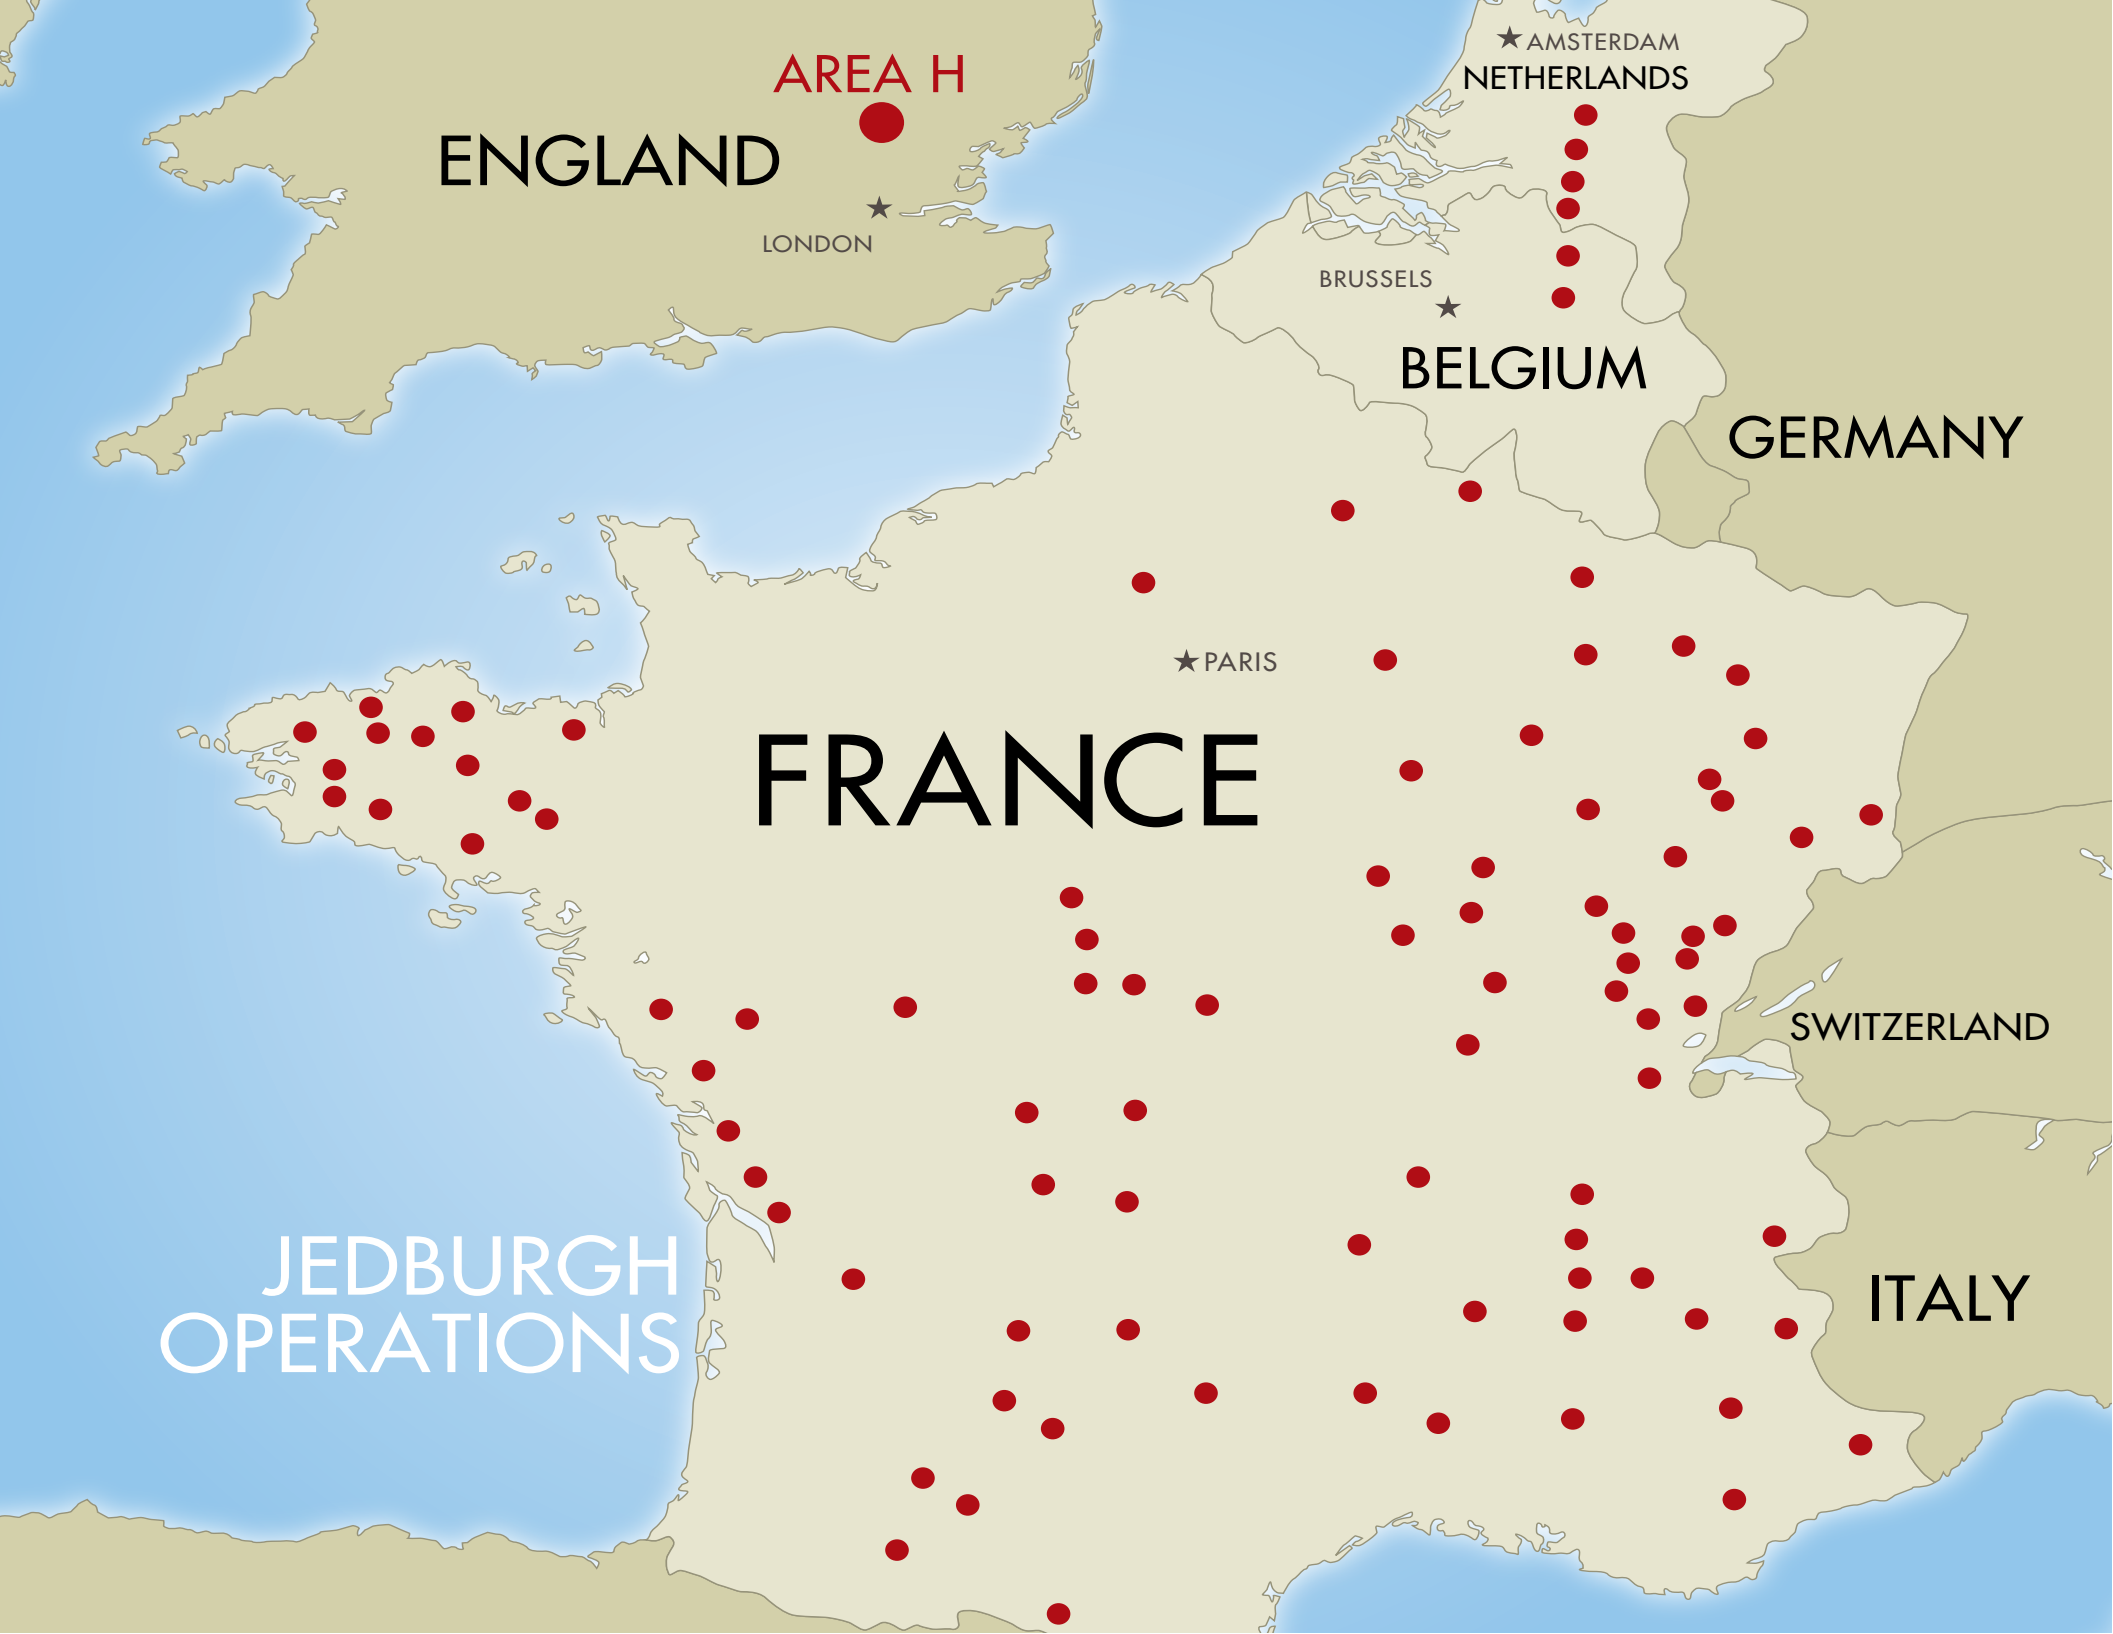 AMSTERDAM
NETHERLANDS
AREA H
ENGLAND
LONDON
BRUSSELS
BELGIUM
GERMANY
PARIS
FRANCE
SWITZERLAND
JEDBURGH
OPERATIONS
ITALY